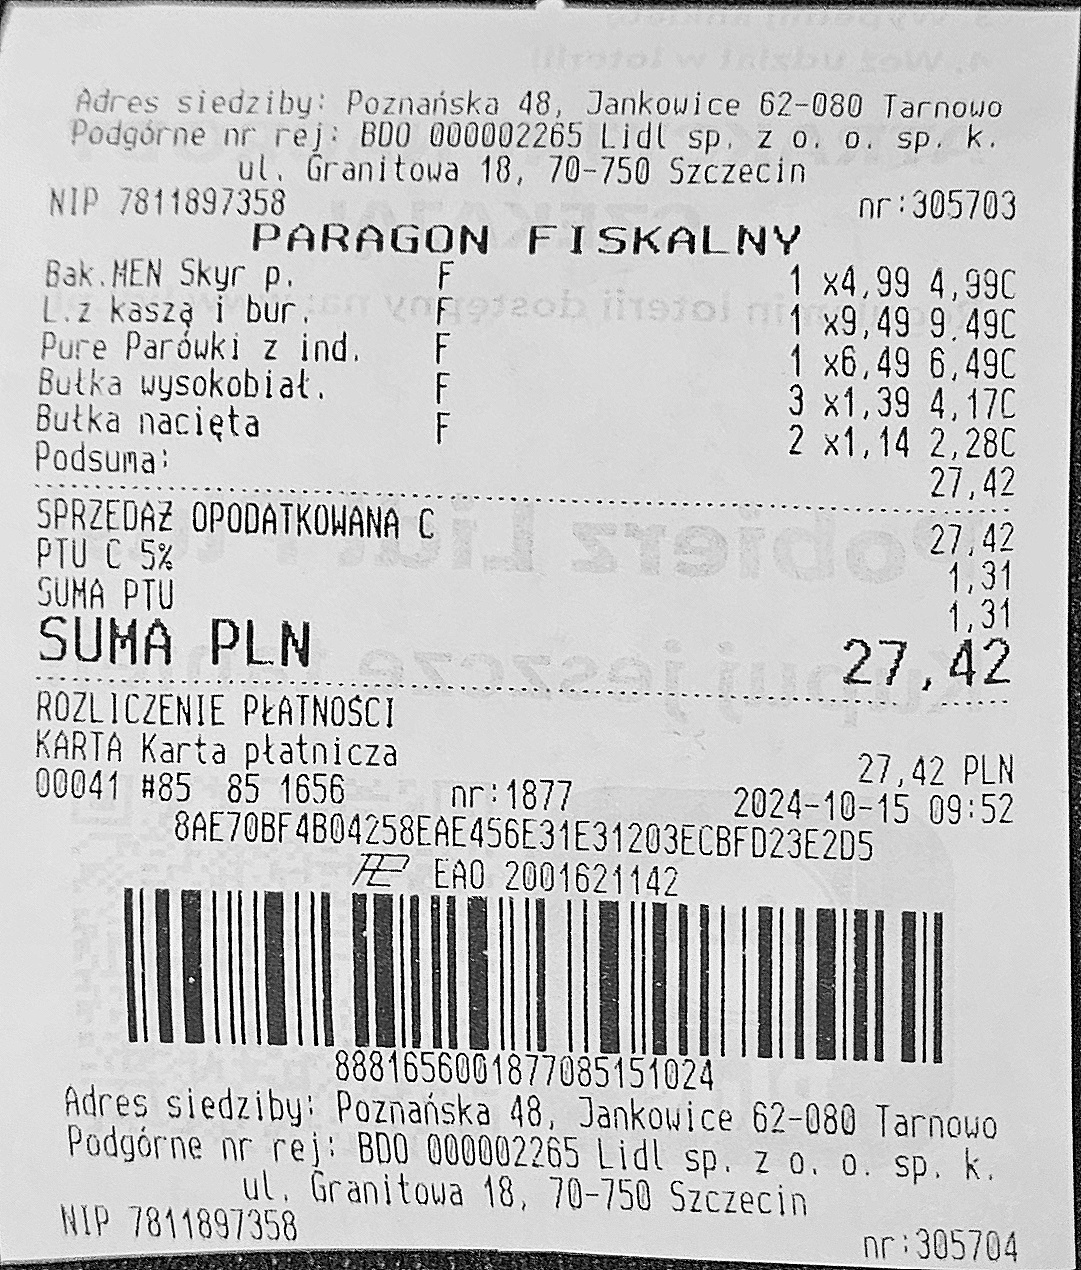 Adres siedziby: Poznańska 48, Jankowice 62-080 Tarnowo
Podgórne nr rej: BDO 000002265 Lidl sp. z o. o. sp. k.
ul. Granitowa 18, 70-750 Szczecin
NIP 7811897358 nr:305703
PARAGON FISKALNY
Bak.MEN Skyr p. F 1 x4,99 4,99C
L.z kaszą i bur. F 1 x9,49 9,49C
Pure Parówki z ind. F 1 x6,49 6,49C
Bułka wysokobiał. F 3 x1,39 4,17C
Bułka nacięta F 2 x1,14 2,28C
Podsuma: 27,42
SPRZEDAŻ OPODATKOWANA C 27,42
PTU C 5% 1,31
SUMA PTU 1,31
SUMA PLN 27,42
ROZLICZENIE PŁATNOŚCI
KARTA Karta płatnicza 27,42 PLN
00041 #85 85 1656 nr:1877 2024-10-15 09:52
8AE70BF4B04258EAE456E31E31203ECBFD23E2D5
EAO 2001621142
8881656001877085151024
Adres siedziby: Poznańska 48, Jankowice 62-080 Tarnowo
Podgórne nr rej: BDO 000002265 Lidl sp. z o. o. sp. k.
ul. Granitowa 18, 70-750 Szczecin
NIP 7811897358 nr:305704